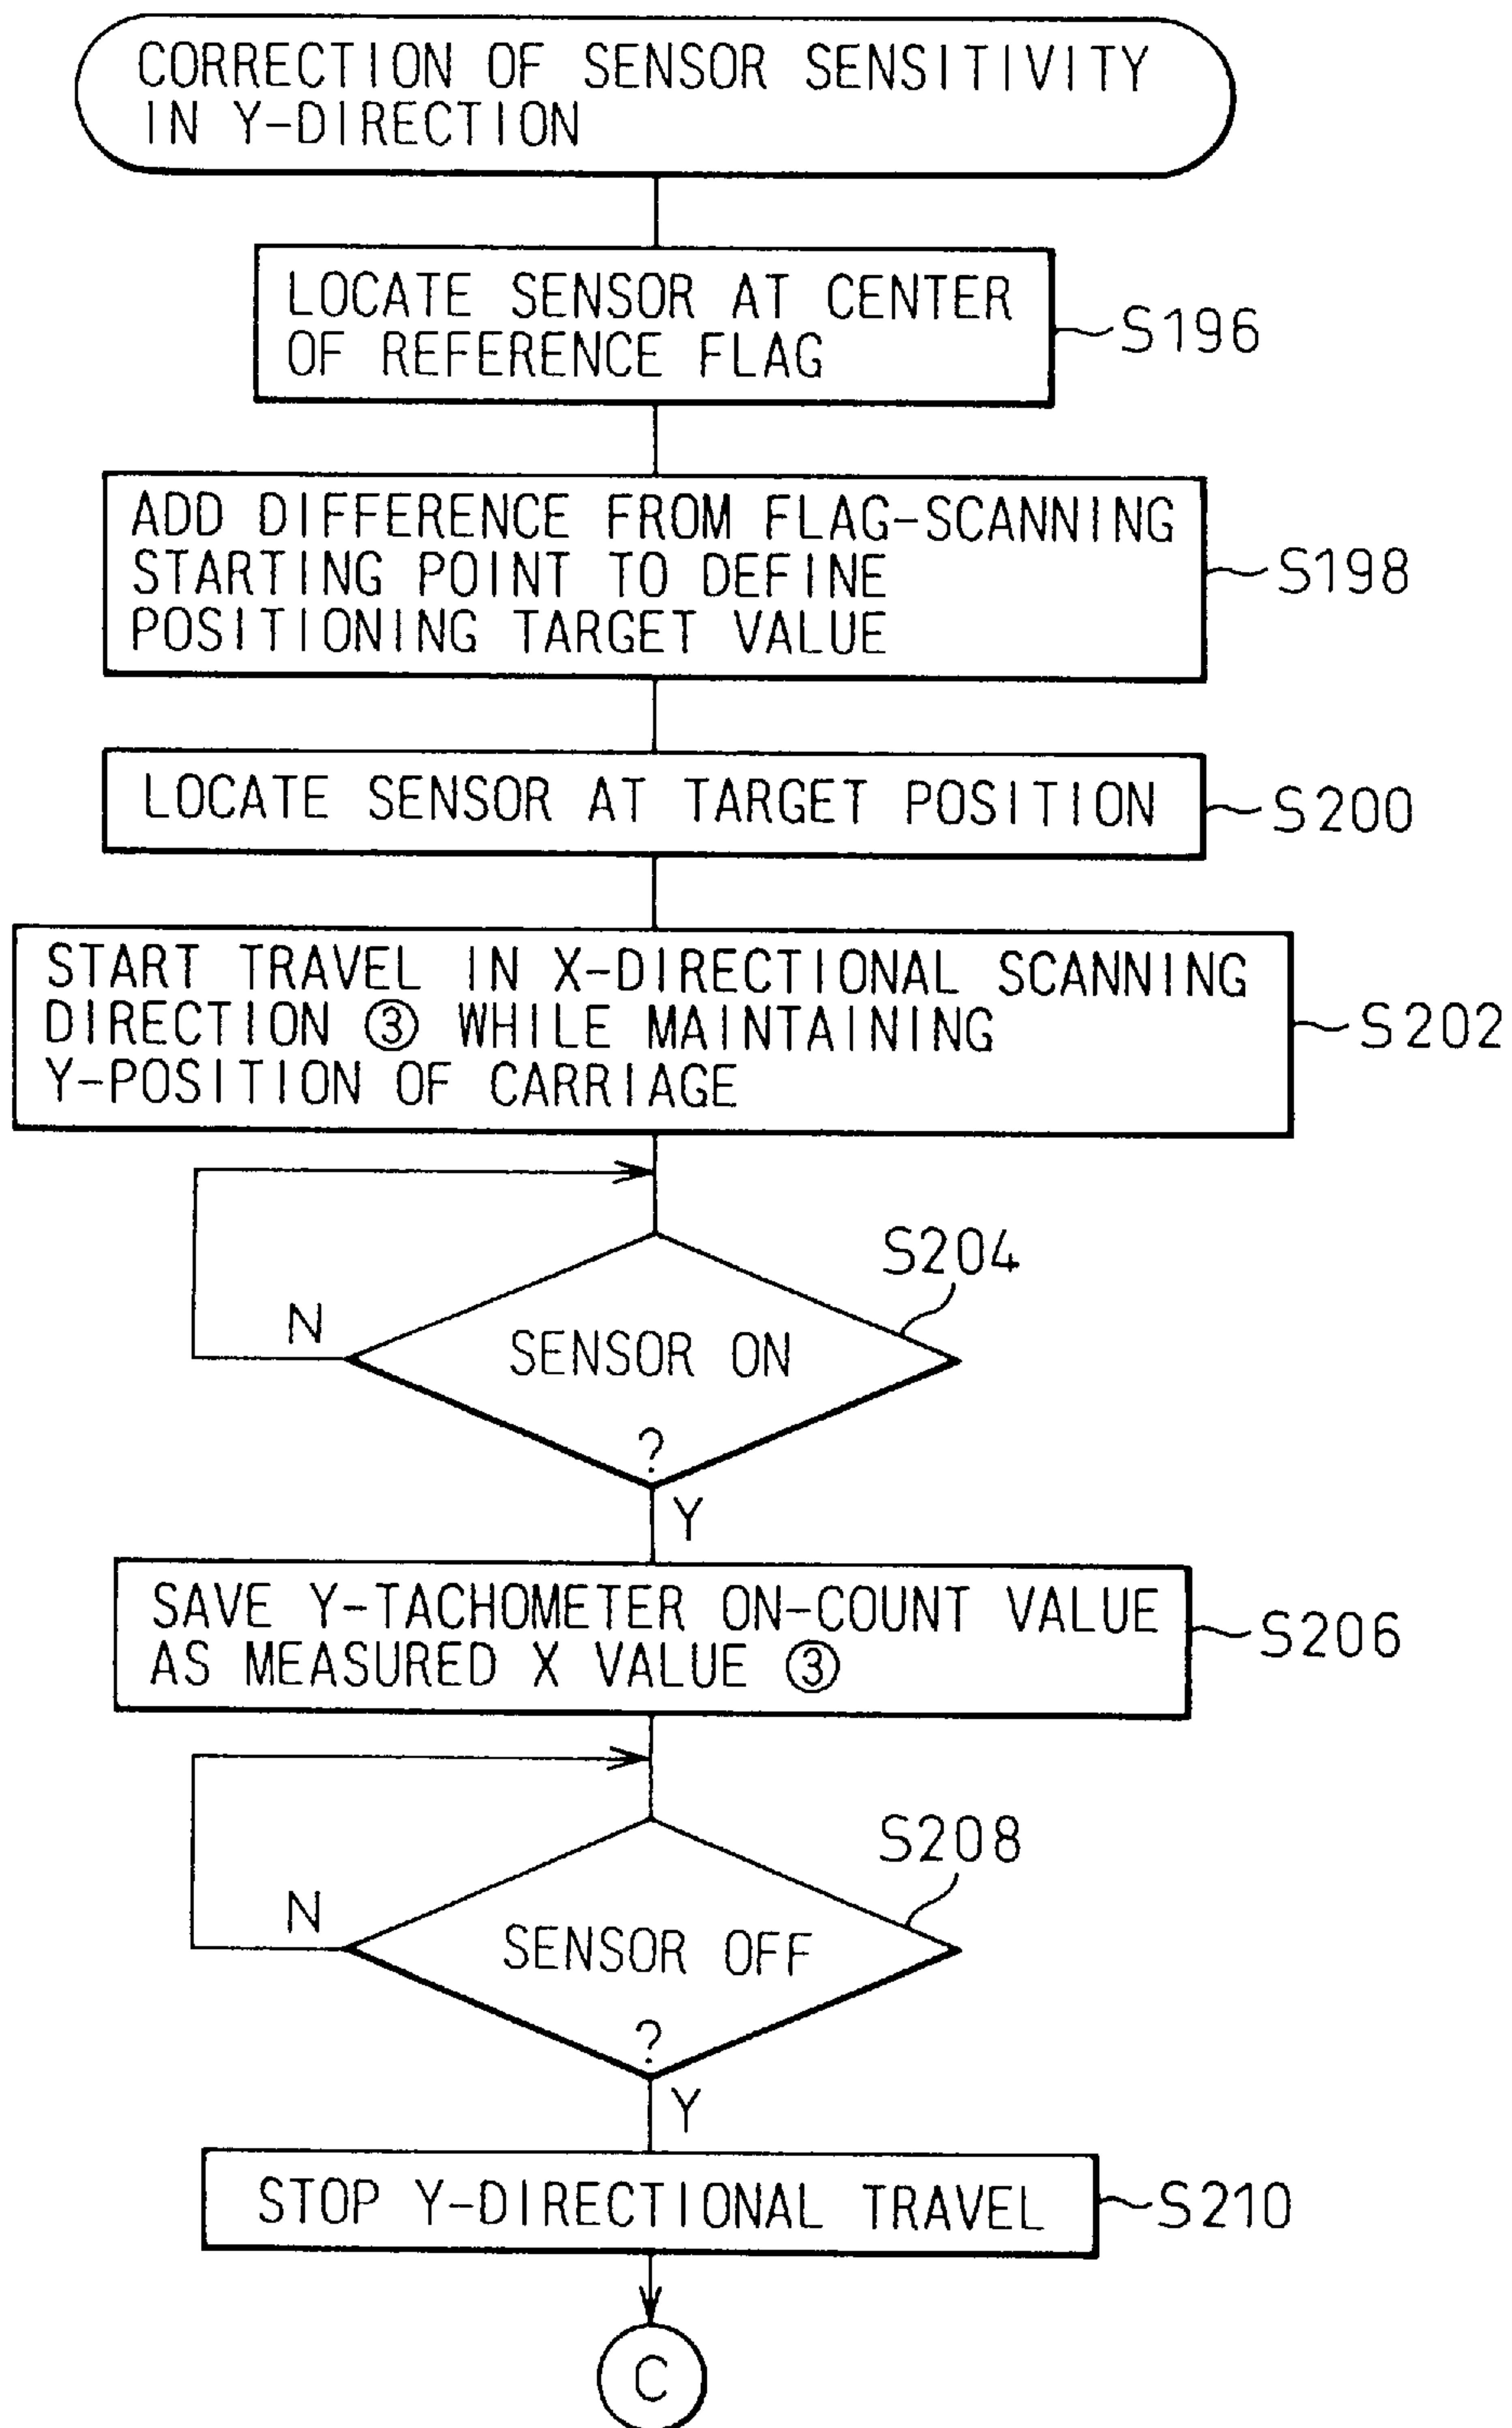 CORRECTION OF SENSOR SENSITIVITY
IN Y-DIRECTION
LOCATE SENSOR AT CENTER
OF REFERENCE FLAG
S196
ADD DIFFERENCE FROM FLAG-SCANNING
STARTING POINT TO DEFINE
POSITIONING TARGET VALUE
S198
LOCATE SENSOR AT TARGET POSITION
S200
START TRAVEL IN X-DIRECTIONAL SCANNING
DIRECTION ③ WHILE MAINTAINING
Y-POSITION OF CARRIAGE
S202
S204
N
SENSOR ON
?
Y
SAVE Y-TACHOMETER ON-COUNT VALUE
AS MEASURED X VALUE ③
S206
S208
N
SENSOR OFF
?
Y
STOP Y-DIRECTIONAL TRAVEL
S210
C